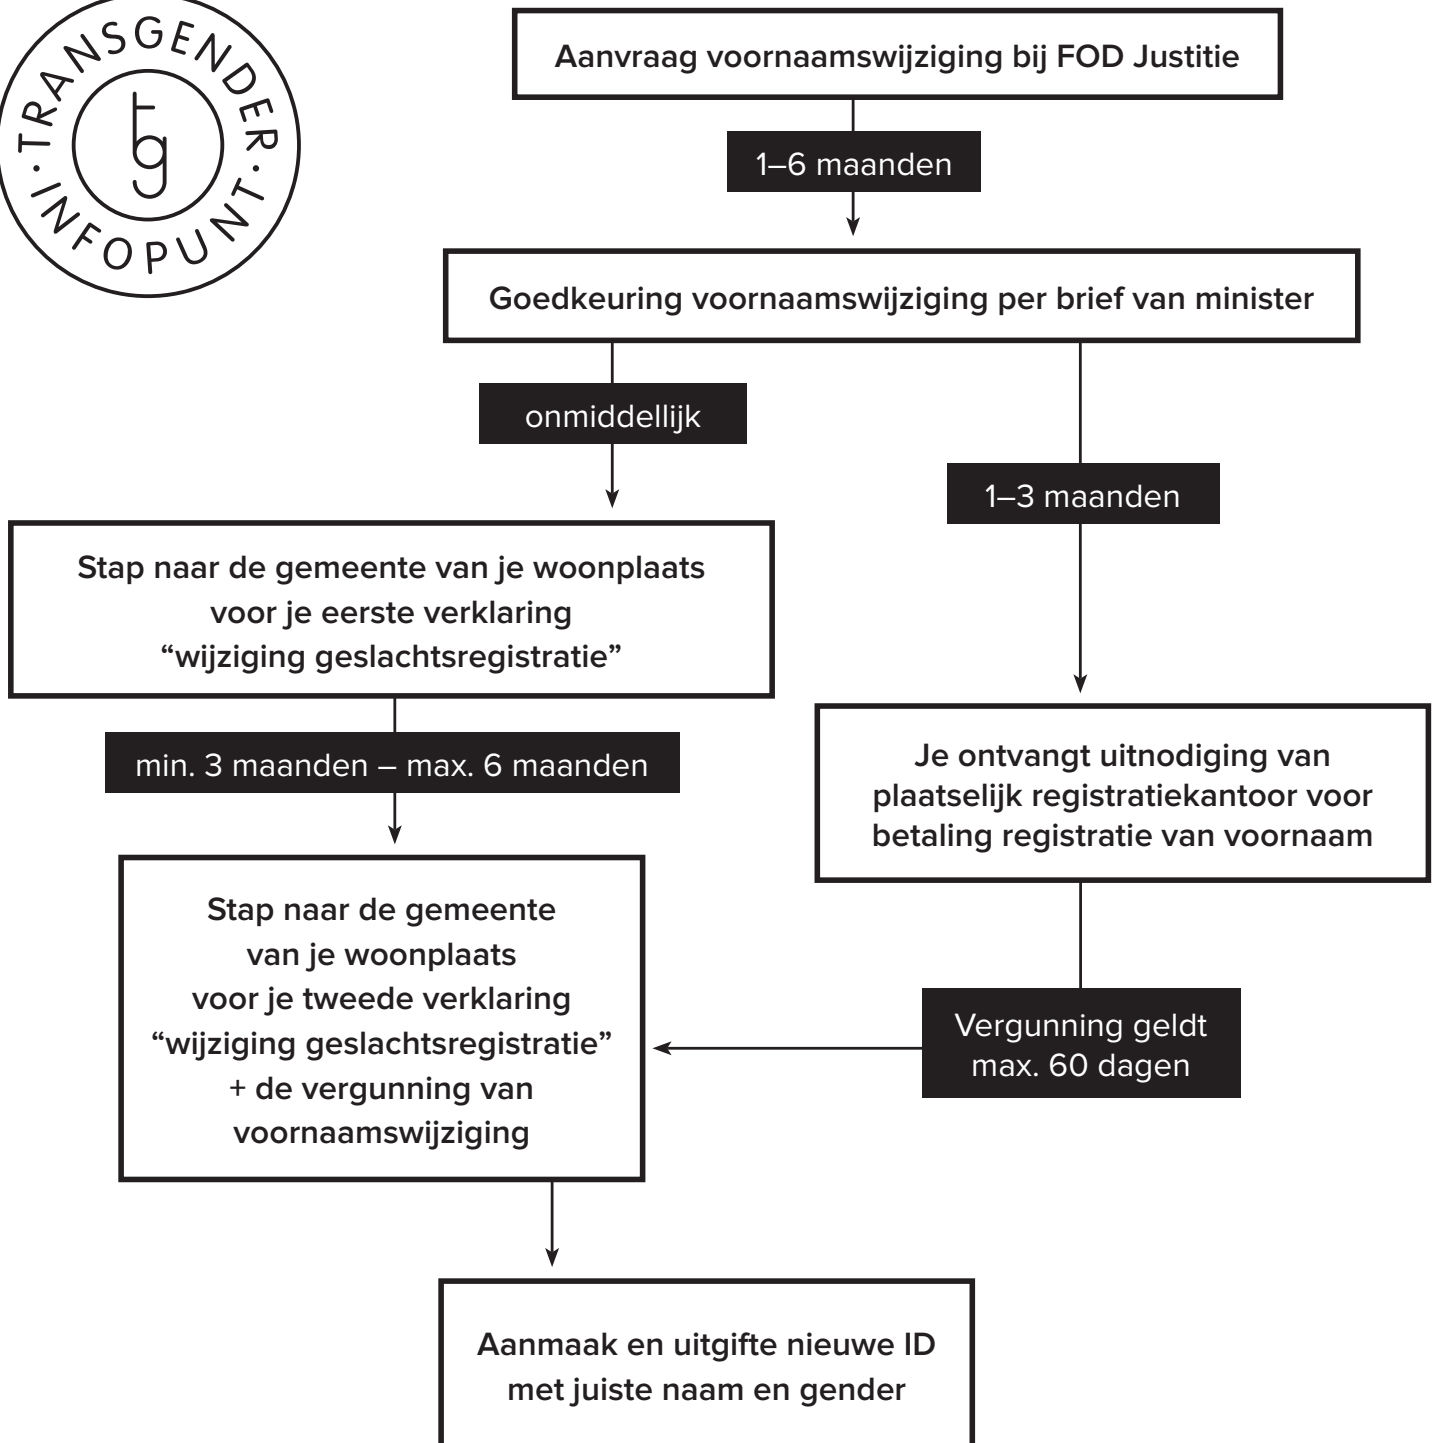 TRANSGENDER
tg
INFOPUNT
Aanvraag voornaamswijziging bij FOD Justitie
1–6 maanden
Goedkeuring voornaamswijziging per brief van minister
onmiddellijk
1–3 maanden
Stap naar de gemeente van je woonplaats
voor je eerste verklaring
“wijziging geslachtsregistratie”
min. 3 maanden – max. 6 maanden
Je ontvangt uitnodiging van
plaatselijk registratiekantoor voor
betaling registratie van voornaam
Stap naar de gemeente
van je woonplaats
voor je tweede verklaring
“wijziging geslachtsregistratie”
+ de vergunning van
voornaamswijziging
Vergunning geldt
max. 60 dagen
Aanmaak en uitgifte nieuwe ID
met juiste naam en gender